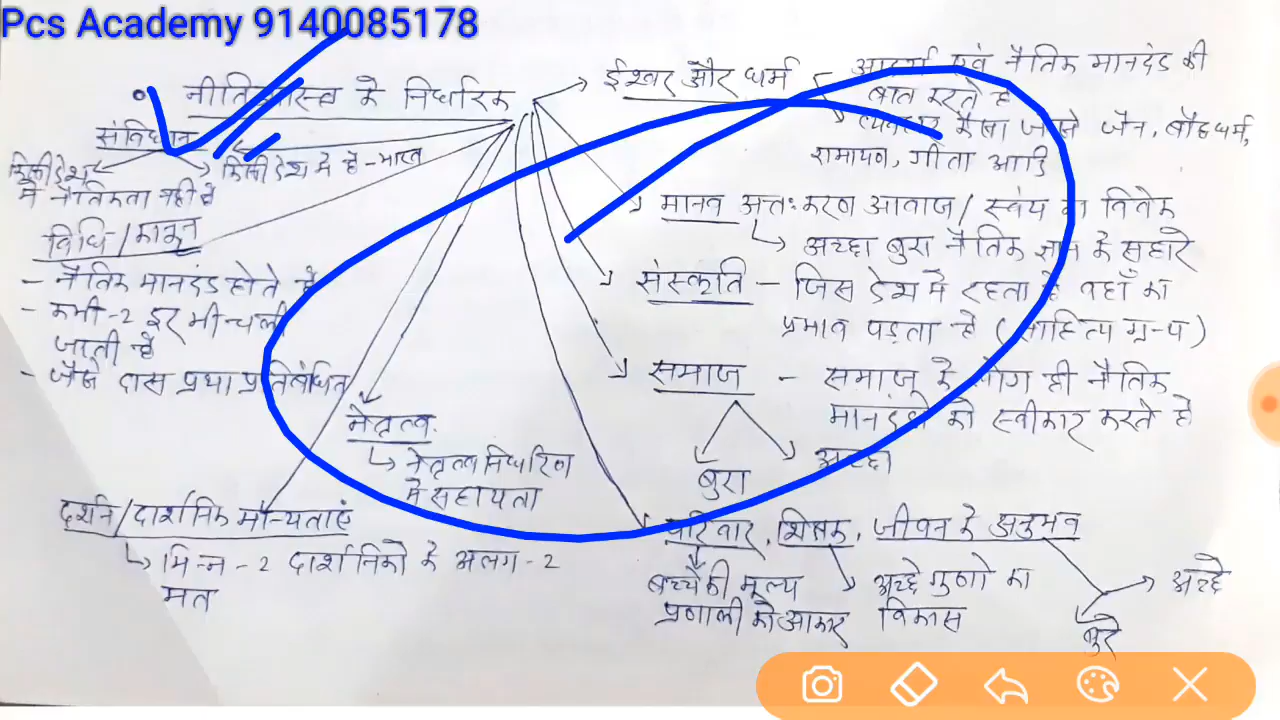 Pcs Academy 9140085178
नीतिशास्त्र के निर्धारक
ईश्वर और धर्म
आदर्श एवं नैतिक मानदंड की
बात करते है
जैन, बौद्धधर्म,
रामायण, गीता आदि
संविधान
किसी देश
में नैतिकता नही है
किसी देश में है - भारत
विधि / कानून
- नैतिक मानदंड होते है
- कभी-2 दूर भी चली
जाती है
- जैसे दास प्रथा प्रतिबंधित
मानव अन्तः करण आवाज / स्वंय का विवेक
अच्छा बुरा नैतिक ज्ञान के सहारे
संस्कृति - जिस देश में रहता है वहाँ का
प्रभाव पड़ता है (साहित्य ग्रन्थ)
समाज - समाज के लोग ही नैतिक
मानदंडो को स्वीकार करते है
बुरा
अच्छा
नेतृत्व
नेतृत्व निर्धारण
में सहायता
दर्शन / दार्शनिक मान्यताएं
भिन्न-2 दार्शनिको के अलग-2
मत
परिवार, शिक्षक, जीवन के अनुभव
बच्चे की मूल्य
प्रणाली को आकार
अच्छे गुणो का
विकास
अच्छे
बुरे